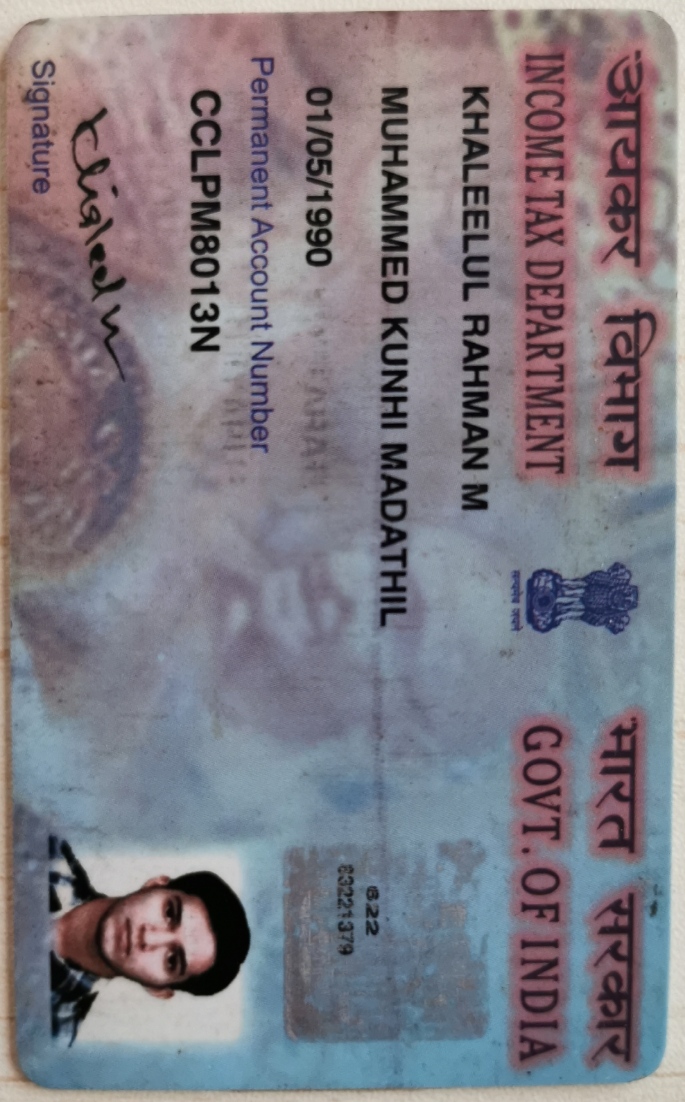 आयकर विभाग
भारत सरकार
INCOME TAX DEPARTMENT
GOVT. OF INDIA
सत्यमेव जयते
KHALEELUL RAHMAN M
MUHAMMED KUNHI MADATHIL
622
83221379
01/05/1990
Permanent Account Number
CCLPM8013N
Signature